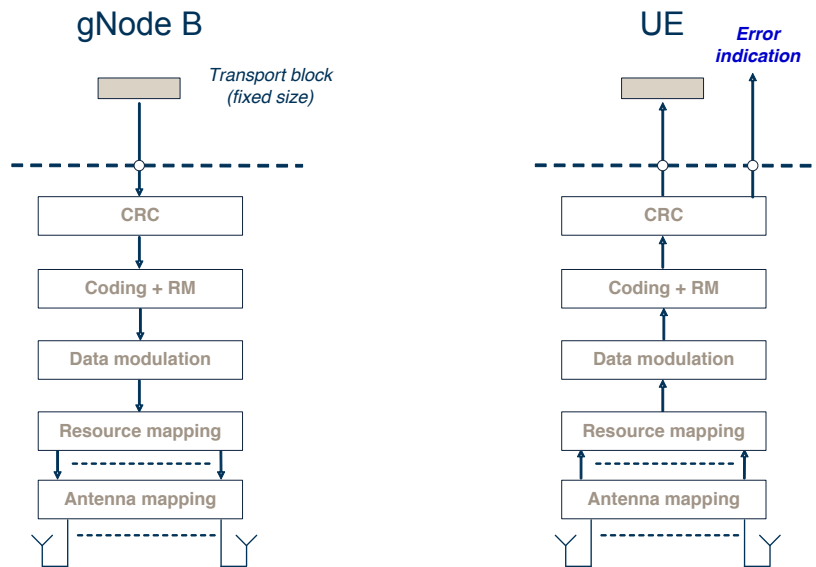 gNode B
Transport block
(fixed size)
CRC
Coding + RM
Data modulation
Resource mapping
Antenna mapping
UE
Error
indication
CRC
Coding + RM
Data modulation
Resource mapping
Antenna mapping